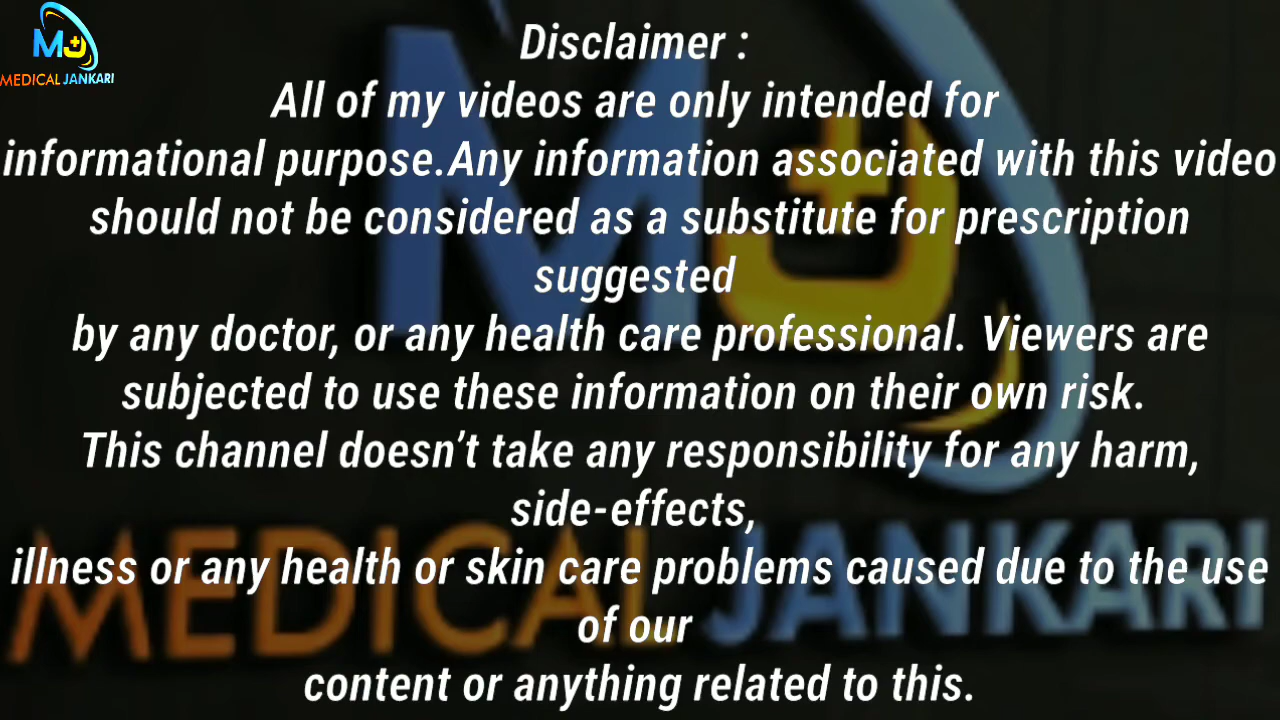 MJ
MEDICAL JANKARI
Disclaimer :
All of my videos are only intended for
informational purpose.Any information associated with this video
should not be considered as a substitute for prescription
suggested
by any doctor, or any health care professional. Viewers are
subjected to use these information on their own risk.
This channel doesn't take any responsibility for any harm,
side-effects,
illness or any health or skin care problems caused due to the use
of our
content or anything related to this.
MJ
MEDICAL JANKARI